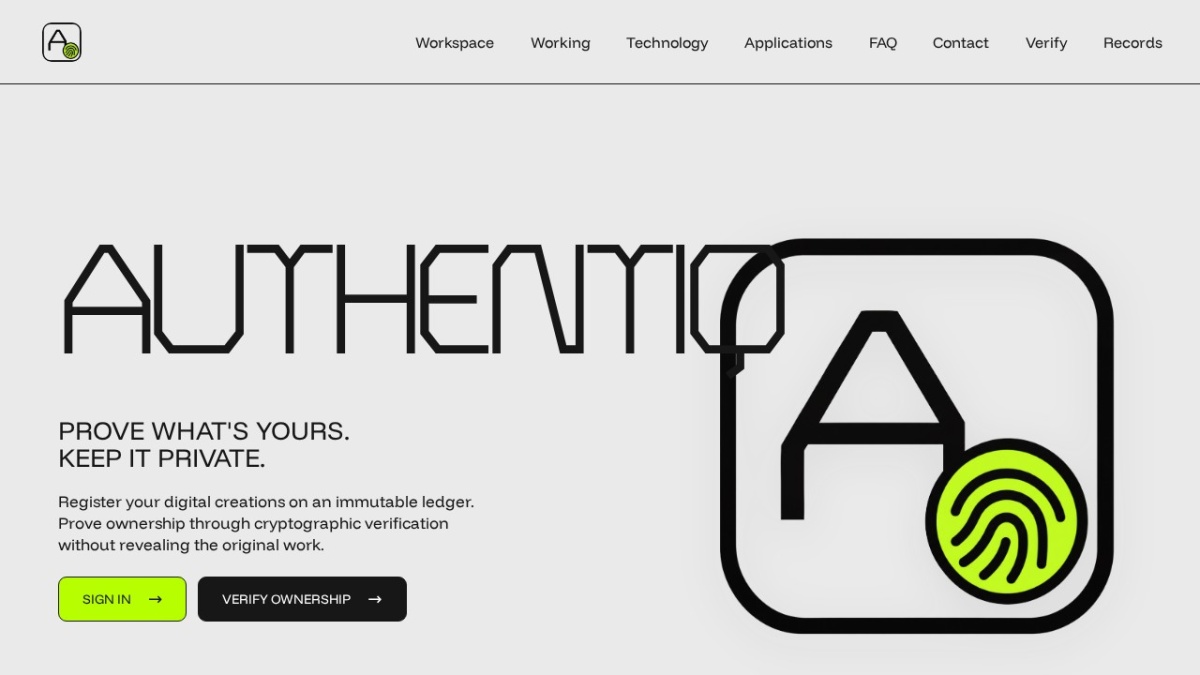 A
Workspace Working Technology Applications FAQ Contact Verify Records
AUTHENTIQ
A
PROVE WHAT'S YOURS.
KEEP IT PRIVATE.
Register your digital creations on an immutable ledger.
Prove ownership through cryptographic verification
without revealing the original work.
SIGN IN → VERIFY OWNERSHIP →